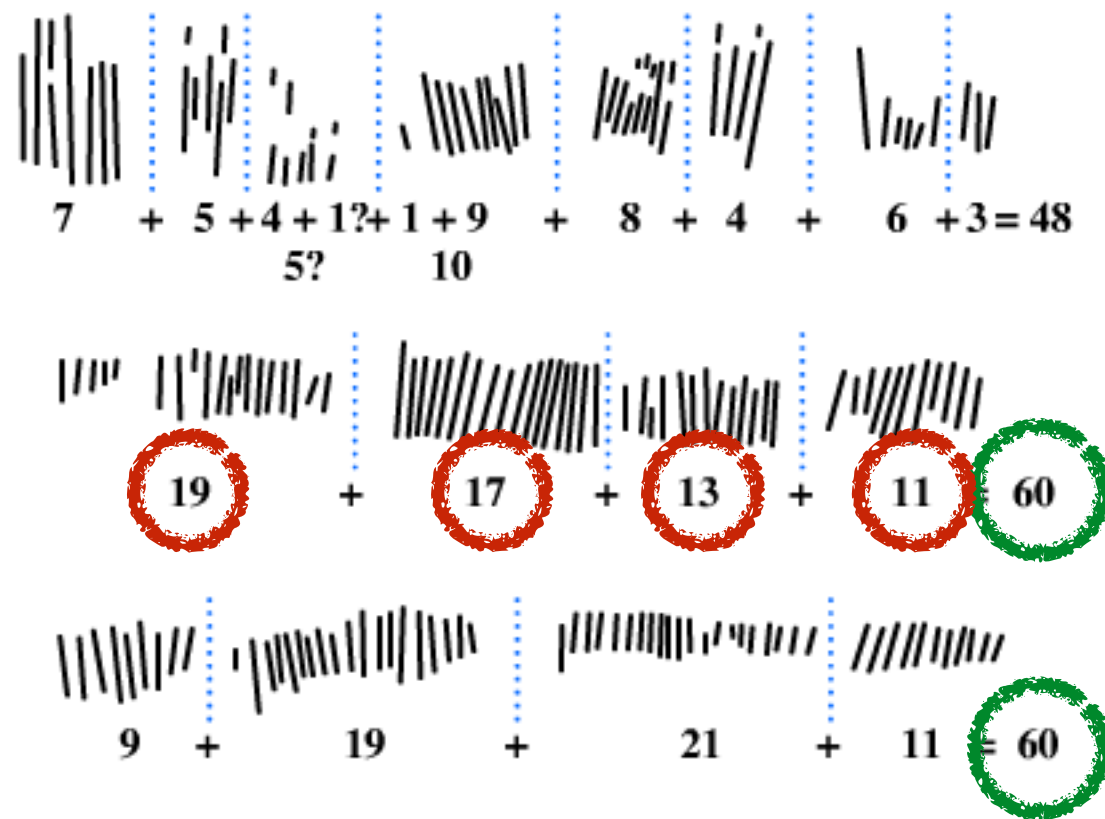 7 + 5 + 4 + 1?+ 1 + 9 + 8 + 4 + 6 + 3 = 48
5? 10
19 + 17 + 13 + 11 = 60
9 + 19 + 21 + 11 = 60